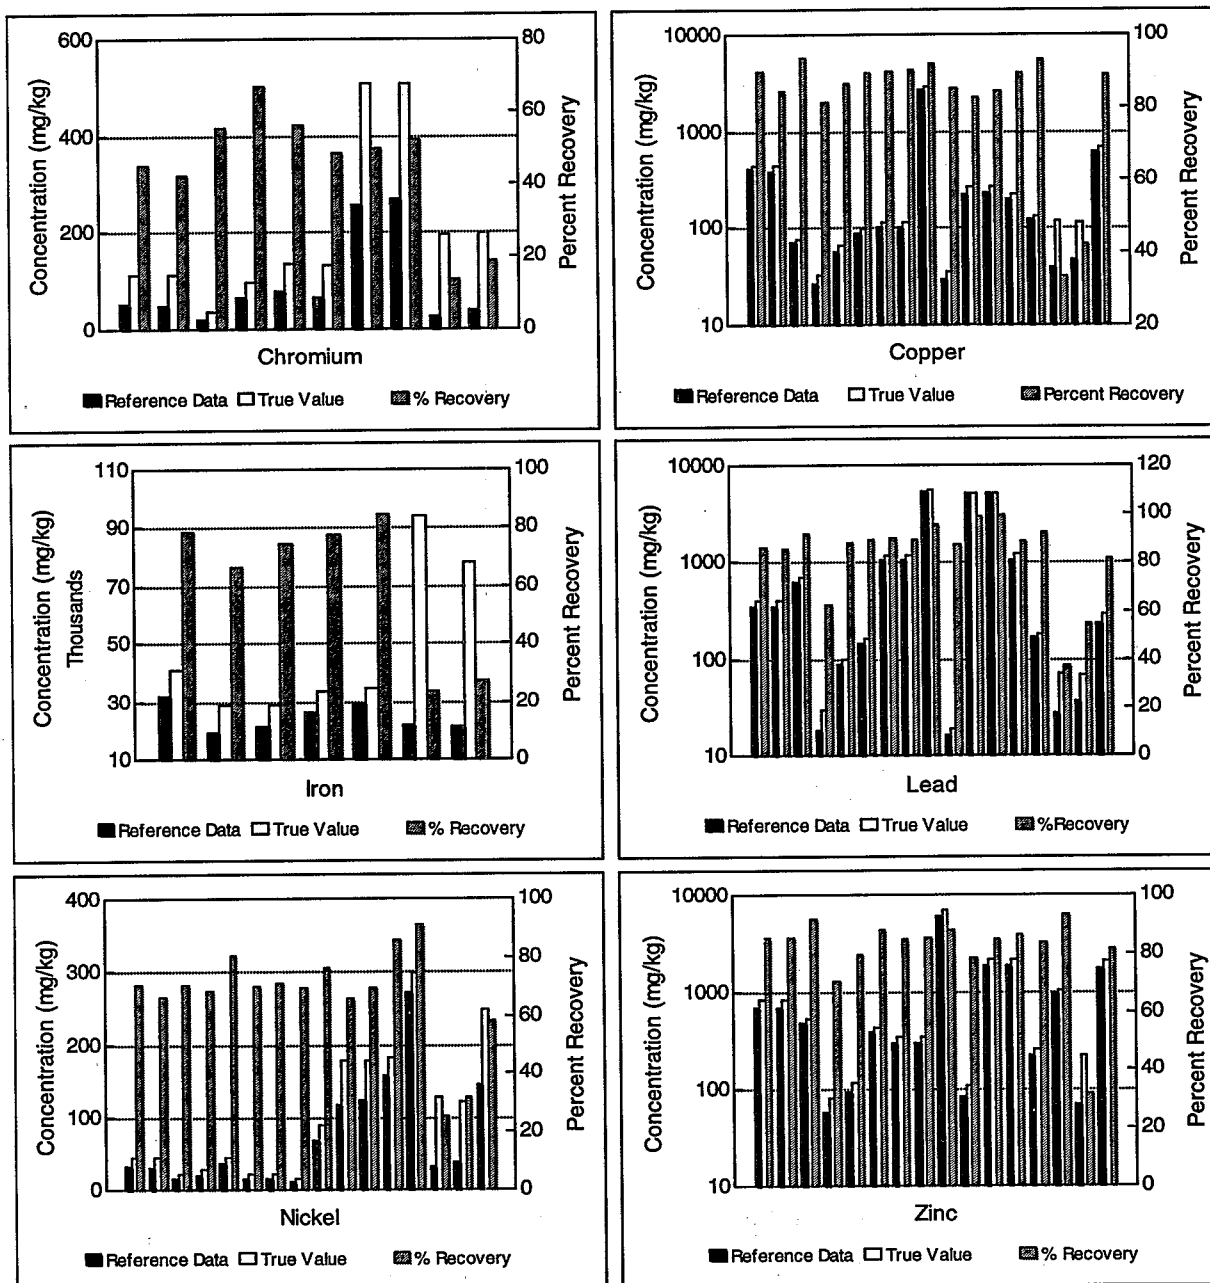 600
400
200
0
Concentration (mg/kg)
80
60
40
20
0
Percent Recovery
Chromium
Reference Data True Value % Recovery
10000
1000
100
10
Concentration (mg/kg)
100
80
60
40
20
Percent Recovery
Copper
Reference Data True Value Percent Recovery
110
90
70
50
30
10
Concentration (mg/kg)
Thousands
100
80
60
40
20
0
Percent Recovery
Iron
Reference Data True Value % Recovery
10000
1000
100
10
Concentration (mg/kg)
120
100
80
60
40
20
0
Percent Recovery
Lead
Reference Data True Value %Recovery
400
300
200
100
0
Concentration (mg/kg)
100
80
60
40
20
0
Percent Recovery
Nickel
Reference Data True Value % Recovery
10000
1000
100
10
Concentration (mg/kg)
100
80
60
40
20
0
Percent Recovery
Zinc
Reference Data True Value % Recovery